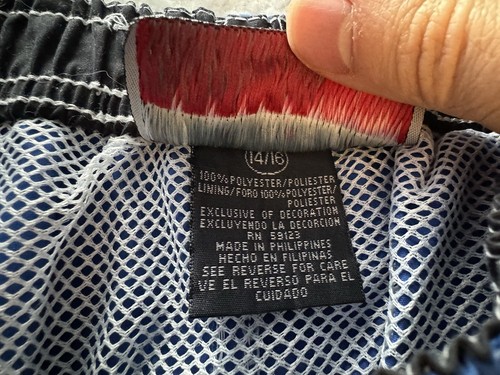 14/16
100% POLYESTER/POLIESTER
LINING/FORO 100% POLYESTER/
POLIESTER
EXCLUSIVE OF DECORATION
EXCLUYENDO LA DECORCION
RN 59123
MADE IN PHILIPPINES
HECHO EN FILIPINAS
SEE REVERSE FOR CARE
VE EL REVERSO PARA EL
CUIDADO